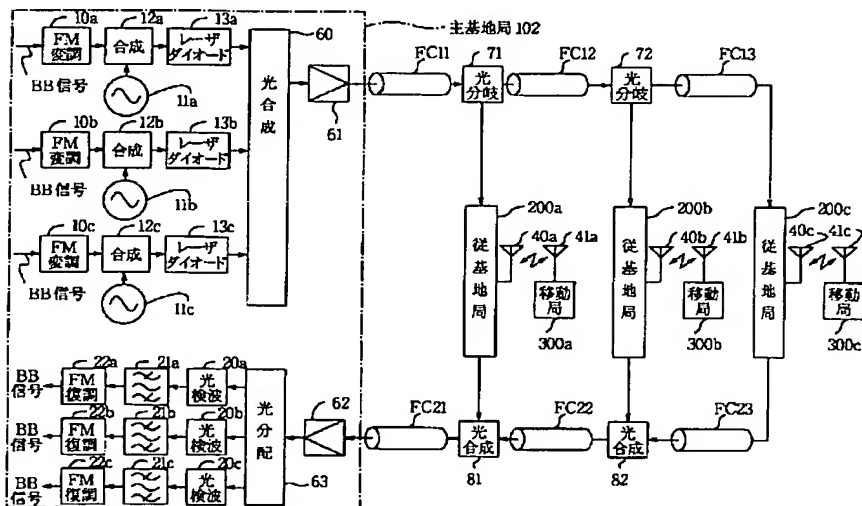 10a
12a
13a
FM
変調
合成
レーザ
ダイオード
BB 信号
11a
10b
12b
13b
FM
変調
合成
レーザ
ダイオード
BB 信号
11b
10c
12c
13c
FM
変調
合成
レーザ
ダイオード
BB 信号
11c
60
光合成
主基地局 102
61
FC11
71
光分岐
FC12
72
光分岐
FC13
200a
従基地局
40a
41a
移動局
300a
200b
従基地局
40b
41b
移動局
300b
200c
従基地局
40c
41c
移動局
300c
BB
信号
22a
FM
復調
21a
20a
光検波
BB
信号
22b
FM
復調
21b
20b
光検波
BB
信号
22c
FM
復調
21c
20c
光検波
光分配
63
62
FC21
光合成
81
FC22
光合成
82
FC23